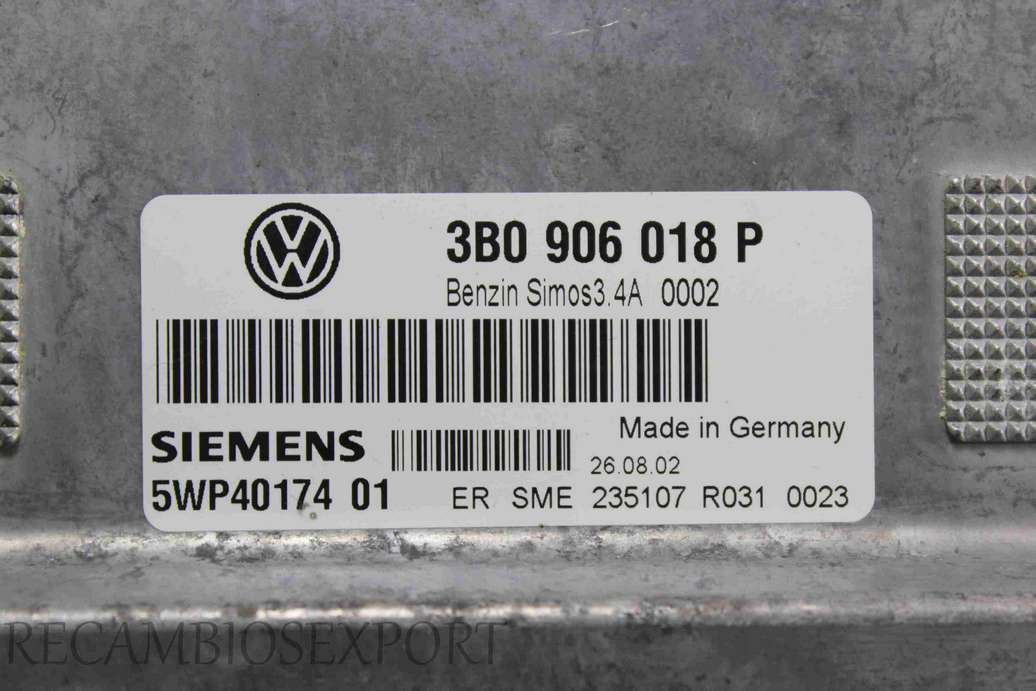 3B0 906 018 P
Benzin Simos3.4A 0002
Made in Germany
SIEMENS
26.08.02
5WP40174 01
ER SME 235107 R031 0023
RECAMBIOSEXPORT